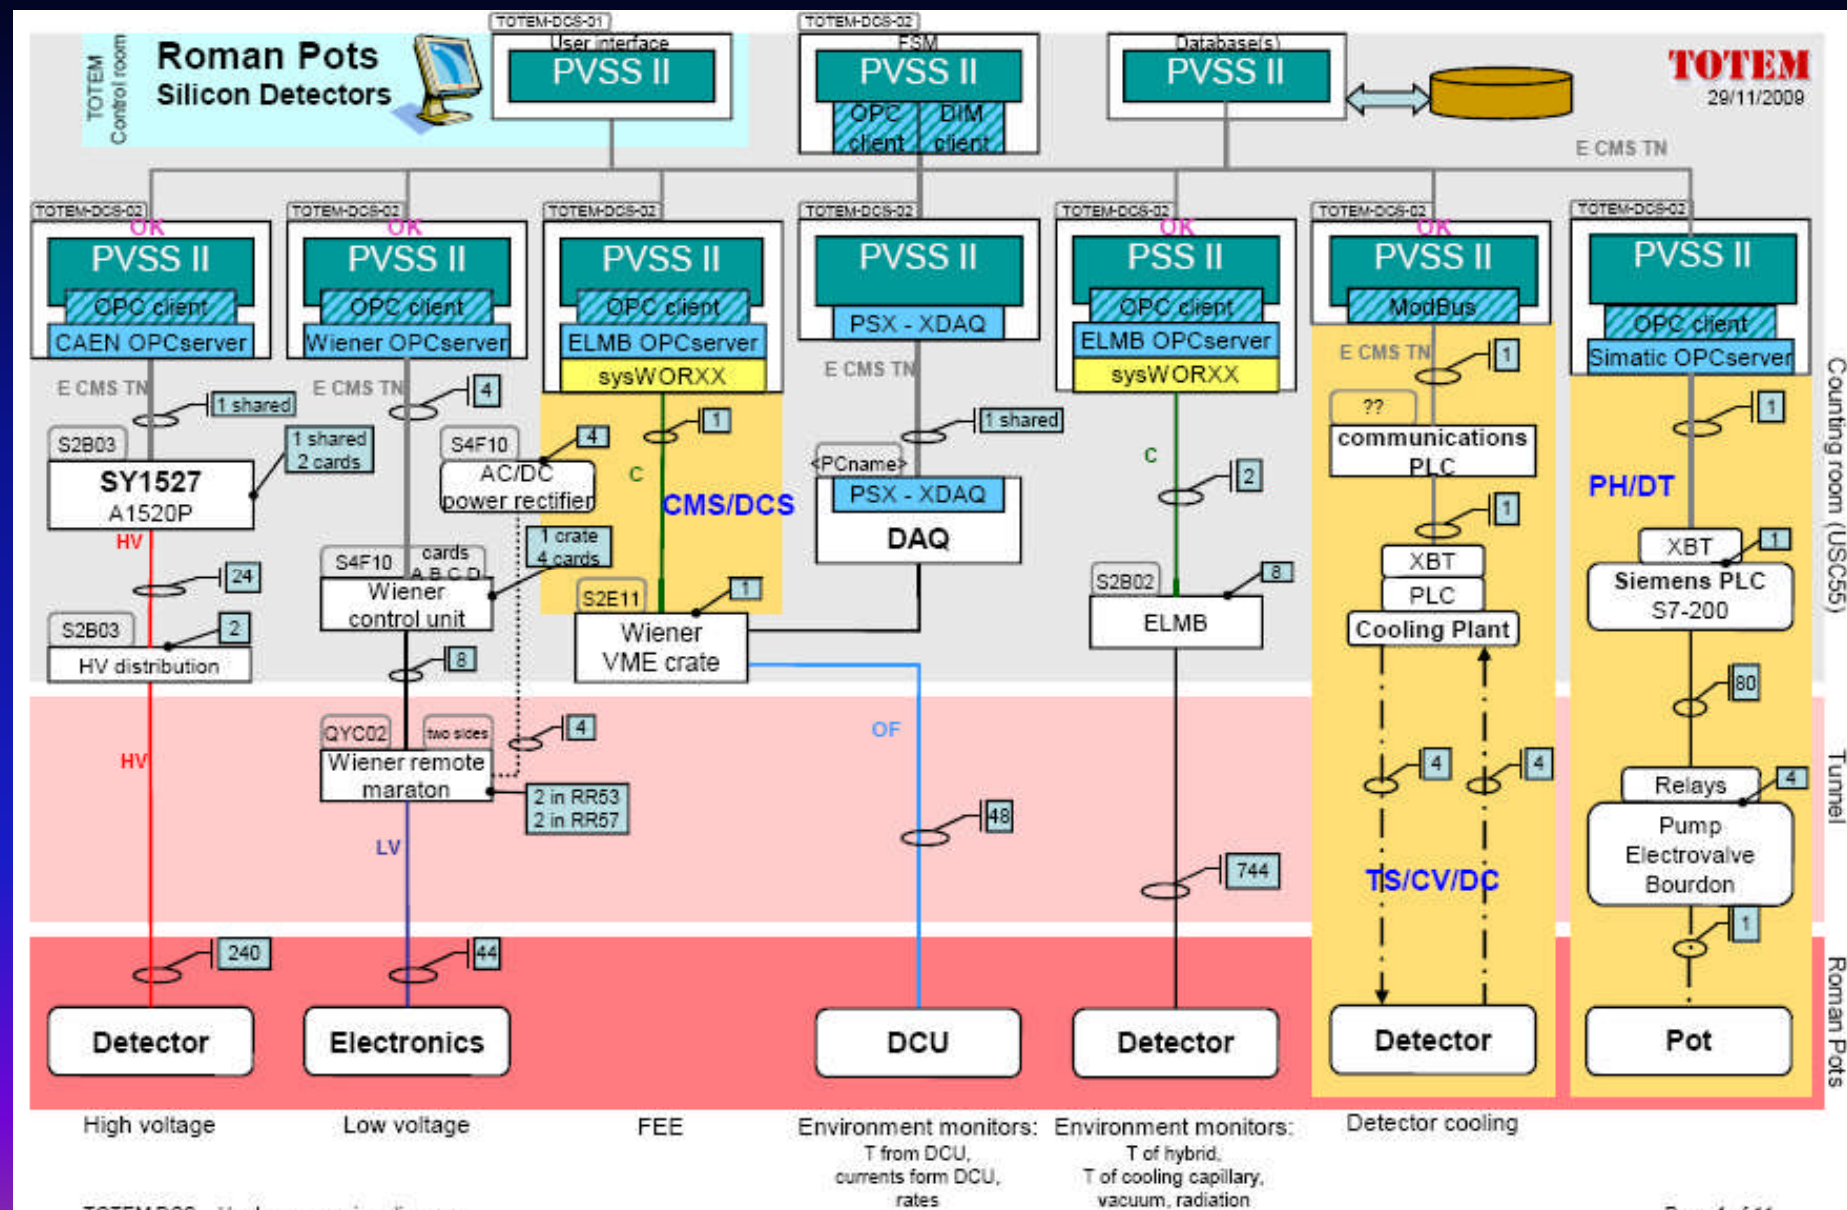 TOTEM-DCS-01
TOTEM-DCS-02
TOTEM
Control room
Roman Pots
Silicon Detectors
User interface
PVSS II
FSM
PVSS II
OPC
client
DIM
client
Database(s)
PVSS II
TOTEM
29/11/2009
E CMS TN
TOTEM-DCS-02
TOTEM-DCS-02
TOTEM-DCS-02
TOTEM-DCS-02
TOTEM-DCS-02
TOTEM-DCS-02
TOTEM-DCS-02
OK
OK
OK
OK
PVSS II
PVSS II
PVSS II
PVSS II
PSS II
PVSS II
PVSS II
OPC client
OPC client
OPC client
PSX - XDAQ
OPC client
ModBus
OPC client
CAEN OPCserver
Wiener OPCserver
ELMB OPCserver
ELMB OPCserver
Simatic OPCserver
sysWORXX
sysWORXX
E CMS TN
E CMS TN
E CMS TN
E CMS TN
1 shared
4
1
1 shared
1
1
S2B03
1 shared
2 cards
SY1527
A1520P
HV
24
S2B03
2
HV distribution
HV
240
Detector
S4F10
4
AC/DC
power rectifier
S4F10
cards
A B C D
1 crate
4 cards
Wiener
control unit
8
QYC02
two sides
4
Wiener remote
maraton
2 in RR53
2 in RR57
LV
44
Electronics
C
CMS/DCS
S2E11
1
Wiener
VME crate
<PCname>
PSX - XDAQ
DAQ
OF
48
DCU
C
2
S2B02
8
ELMB
744
Detector
??
communications
PLC
1
XBT
PLC
Cooling Plant
4
4
TS/CV/DC
Detector
PH/DT
XBT
1
Siemens PLC
S7-200
80
Relays
4
Pump
Electrovalve
Bourdon
1
Pot
Counting room (USC55)
Tunnel
Roman Pots
High voltage
Low voltage
FEE
Environment monitors:
T from DCU,
currents form DCU,
rates
Environment monitors:
T of hybrid,
T of cooling capillary,
vacuum, radiation
Detector cooling